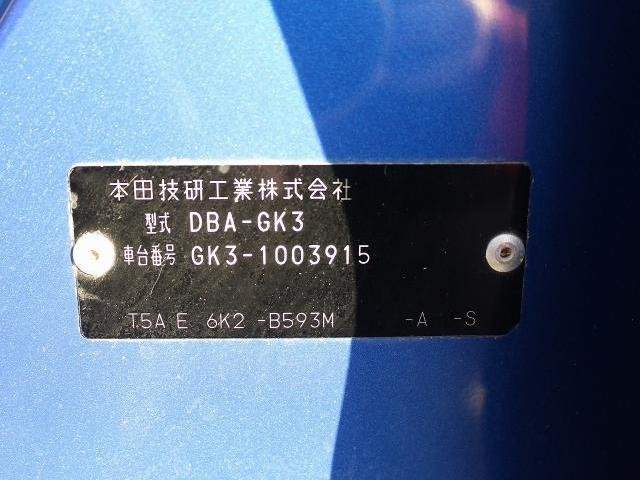 本田技研工業株式会社
型式 DBA-GK3
車台番号 GK3-1003915
T5A E 6K2 -B593M -A -S